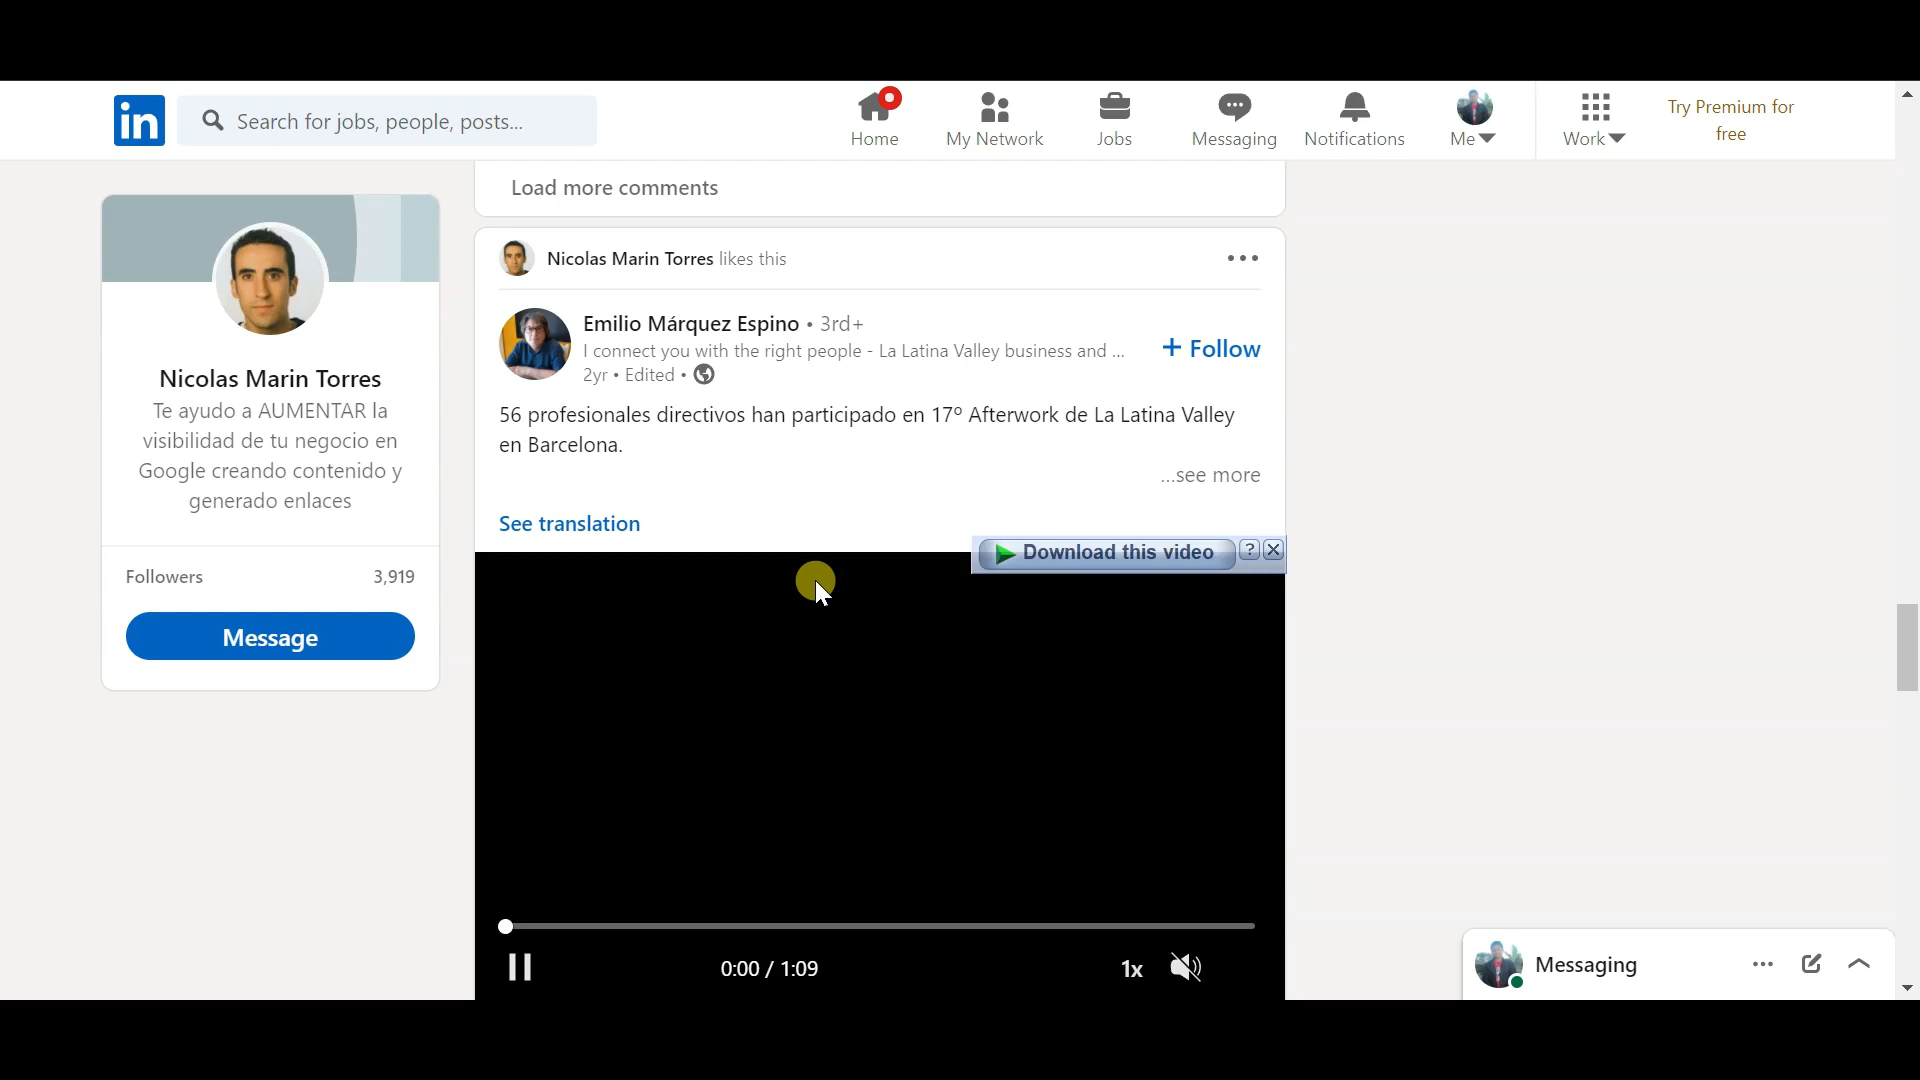 in
Search for jobs, people, posts...
Home
My Network
Jobs
Messaging
Notifications
Me
Work
Try Premium for
free
Load more comments
Nicolas Marin Torres likes this
Emilio Márquez Espino • 3rd+
I connect you with the right people - La Latina Valley business and ...
2yr • Edited •
+ Follow
56 profesionales directivos han participado en 17º Afterwork de La Latina Valley
en Barcelona.
...see more
See translation
Download this video
?
Nicolas Marin Torres
Te ayudo a AUMENTAR la
visibilidad de tu negocio en
Google creando contenido y
generado enlaces
Followers 3,919
Message
0:00 / 1:09
1x
Messaging